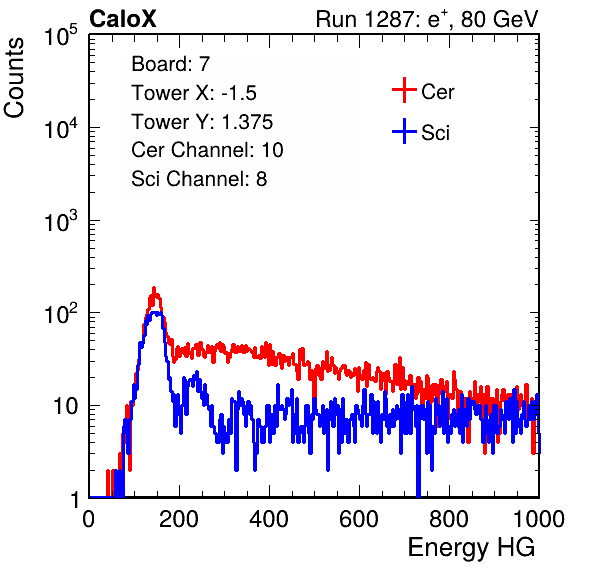 CaloX Run 1287: e⁺, 80 GeV
Counts
10⁵
10⁴
10³
10²
10
1
Board: 7
Tower X: -1.5
Tower Y: 1.375
Cer Channel: 10
Sci Channel: 8
Cer
Sci
0 200 400 600 800 1000
Energy HG